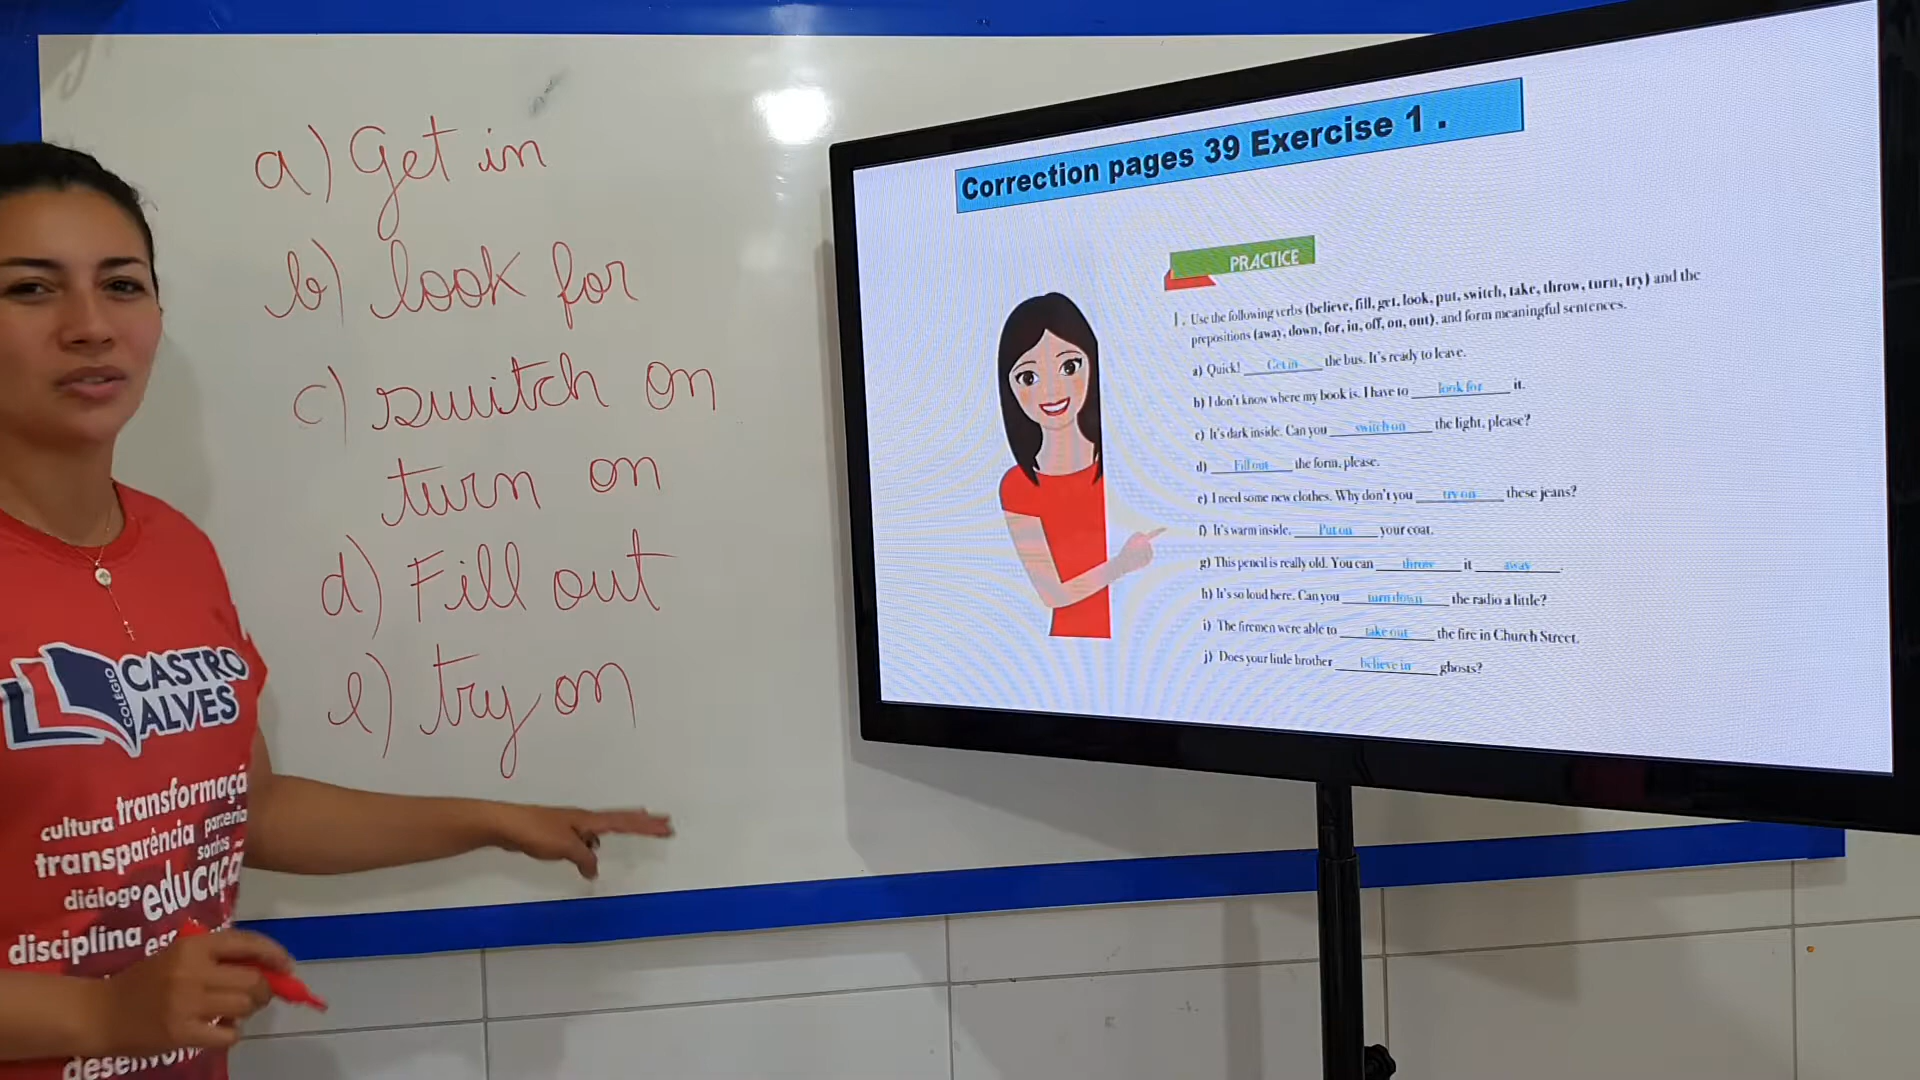 a) Get in
b) look for
c) switch on
turn on
d) Fill out
e) try on
Correction pages 39 Exercise 1 .
PRACTICE
1. Use the following verbs (believe, fill, get, look, put, switch, take, throw, turn, try) and the
prepositions (away, down, for, in, off, on, out), and form meaningful sentences.
a) Quick! Get in the bus. It's ready to leave.
b) I don't know where my book is. I have to look for it.
c) It's dark inside. Can you switch on the light, please?
d) Fill out the form, please.
e) I need some new clothes. Why don't you try on these jeans?
f) It's warm inside. Put on your coat.
g) This pencil is really old. You can throw it away.
h) It's so loud here. Can you turn down the radio a little?
i) The firemen were able to take out the fire in Church Street.
j) Does your little brother believe in ghosts?
COLÉGIO
CASTRO
ALVES
cultura transformaçã
transparência parceria
sonhos
diálogo educaçã
disciplina
desenvolvi